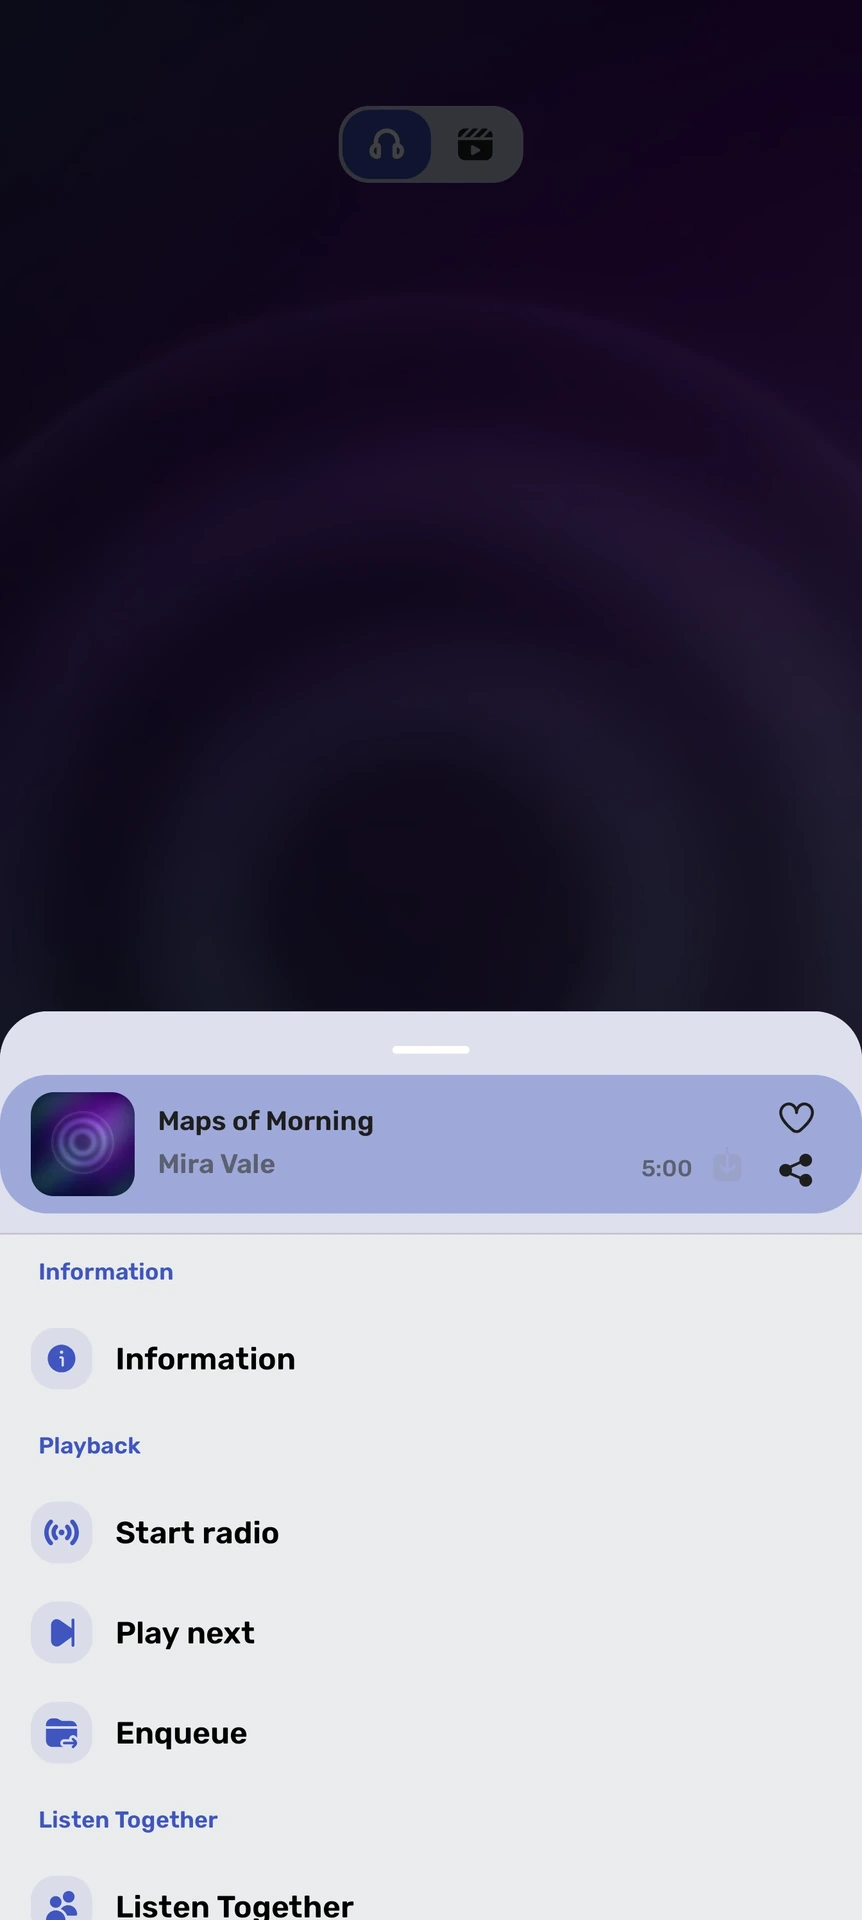 Maps of Morning
Mira Vale
5:00
Information
Information
Playback
Start radio
Play next
Enqueue
Listen Together
Listen Together